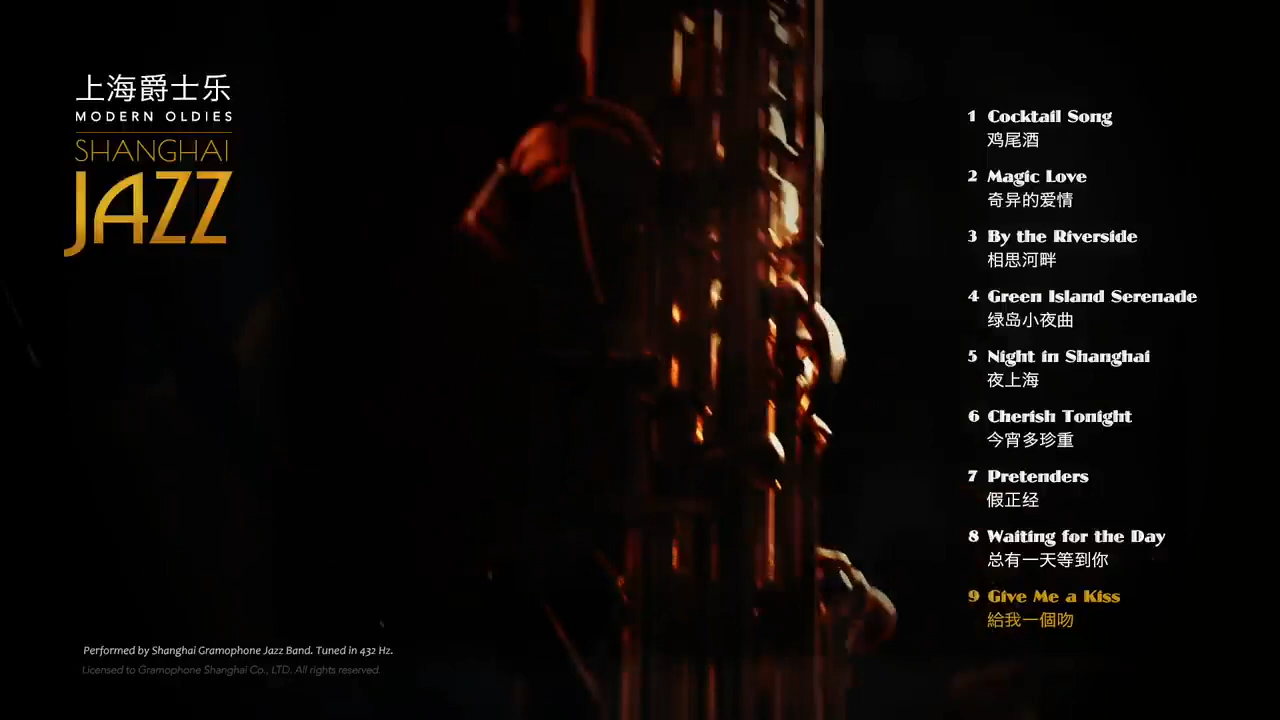 上海爵士乐
MODERN OLDIES
SHANGHAI
JAZZ
1 Cocktail Song
鸡尾酒
2 Magic Love
奇异的爱情
3 By the Riverside
相思河畔
4 Green Island Serenade
绿岛小夜曲
5 Night in Shanghai
夜上海
6 Cherish Tonight
今宵多珍重
7 Pretenders
假正经
8 Waiting for the Day
总有一天等到你
9 Give Me a Kiss
給我一個吻
Performed by Shanghai Gramophone Jazz Band. Tuned in 432 Hz.
Licensed to Gramophone Shanghai Co., LTD. All rights reserved.